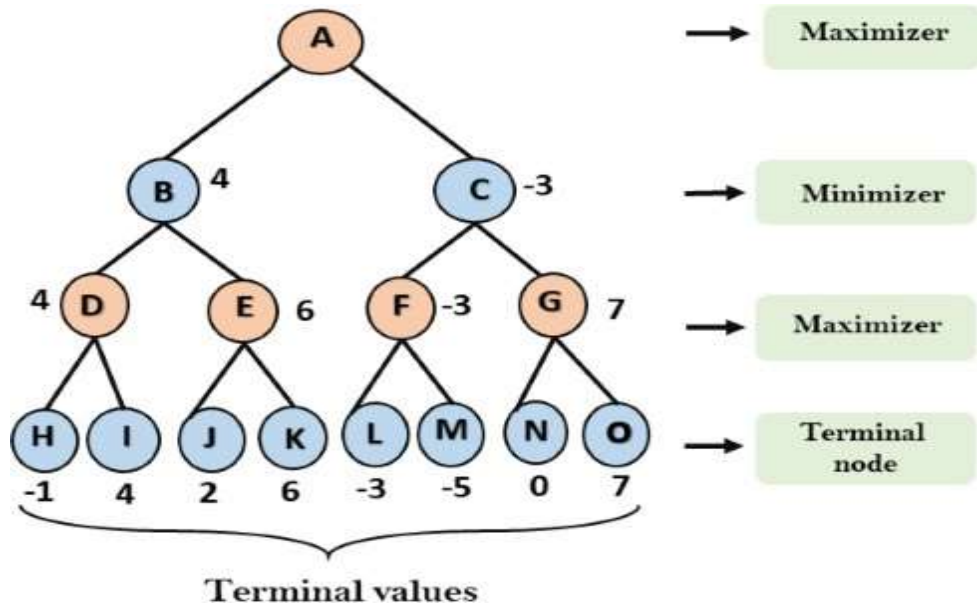 A
Maximizer
B 4
C -3
Minimizer
4 D
E 6
F -3
G 7
Maximizer
H I J K L M N O
Terminal
node
-1 4 2 6 -3 -5 0 7
Terminal values